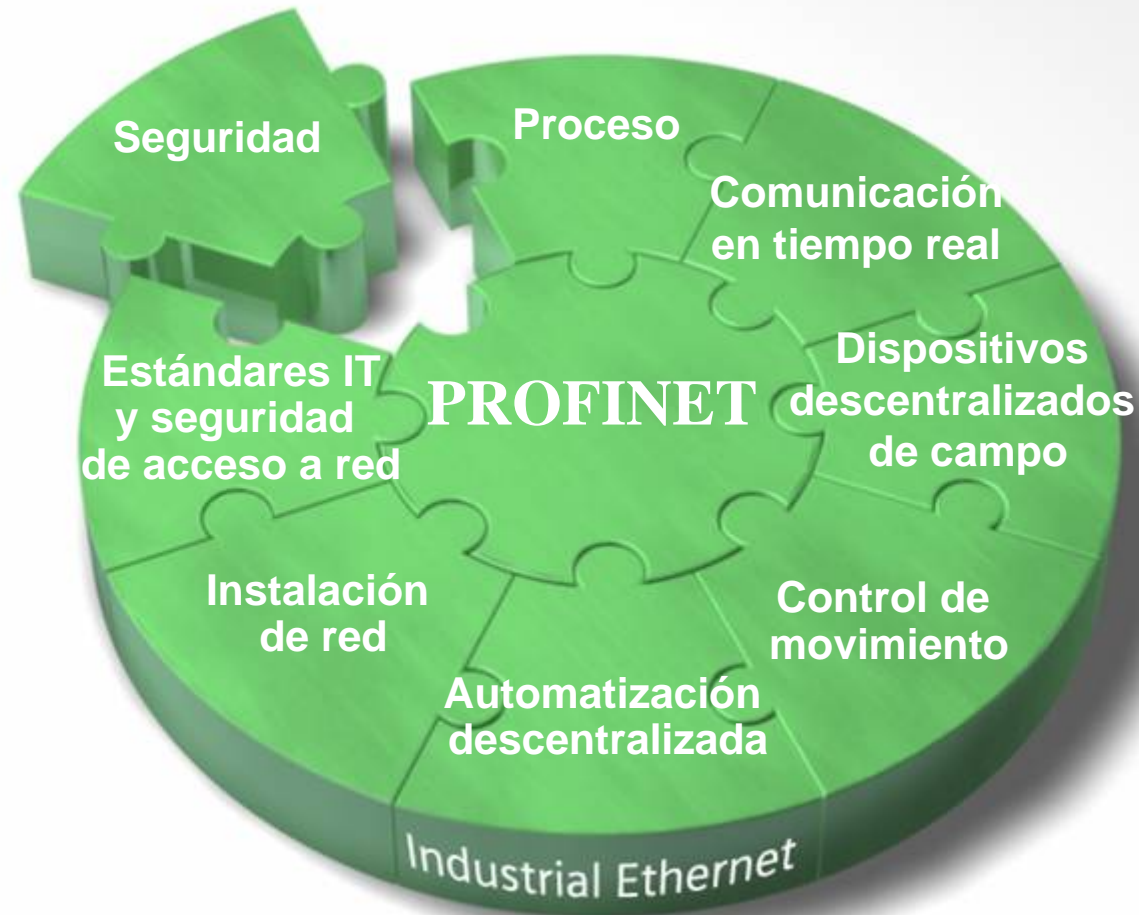 Seguridad
Proceso
Comunicación
en tiempo real
Dispositivos
descentralizados
de campo
Estándares IT
y seguridad
de acceso a red
PROFINET
Instalación
de red
Control de
movimiento
Automatización
descentralizada
Industrial Ethernet